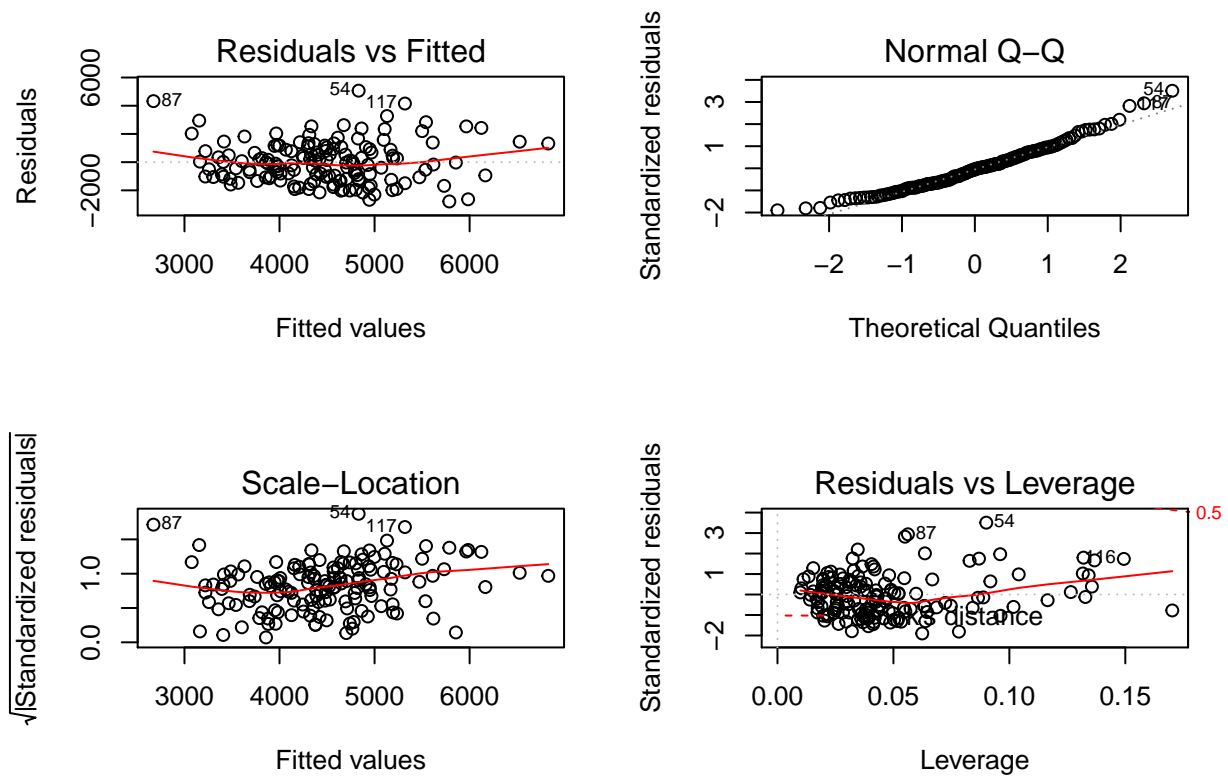 Residuals vs Fitted
Residuals
6000
−2000
87
54
117
3000 4000 5000 6000
Fitted values
Normal Q−Q
Standardized residuals
3
1
−2
54
87
−2 −1 0 1 2
Theoretical Quantiles
Scale−Location
√|Standardized residuals|
1.0
0.0
87
54
117
3000 4000 5000 6000
Fitted values
Residuals vs Leverage
Standardized residuals
3
1
−2
87
54
116
0.5
distance
0.00 0.05 0.10 0.15
Leverage